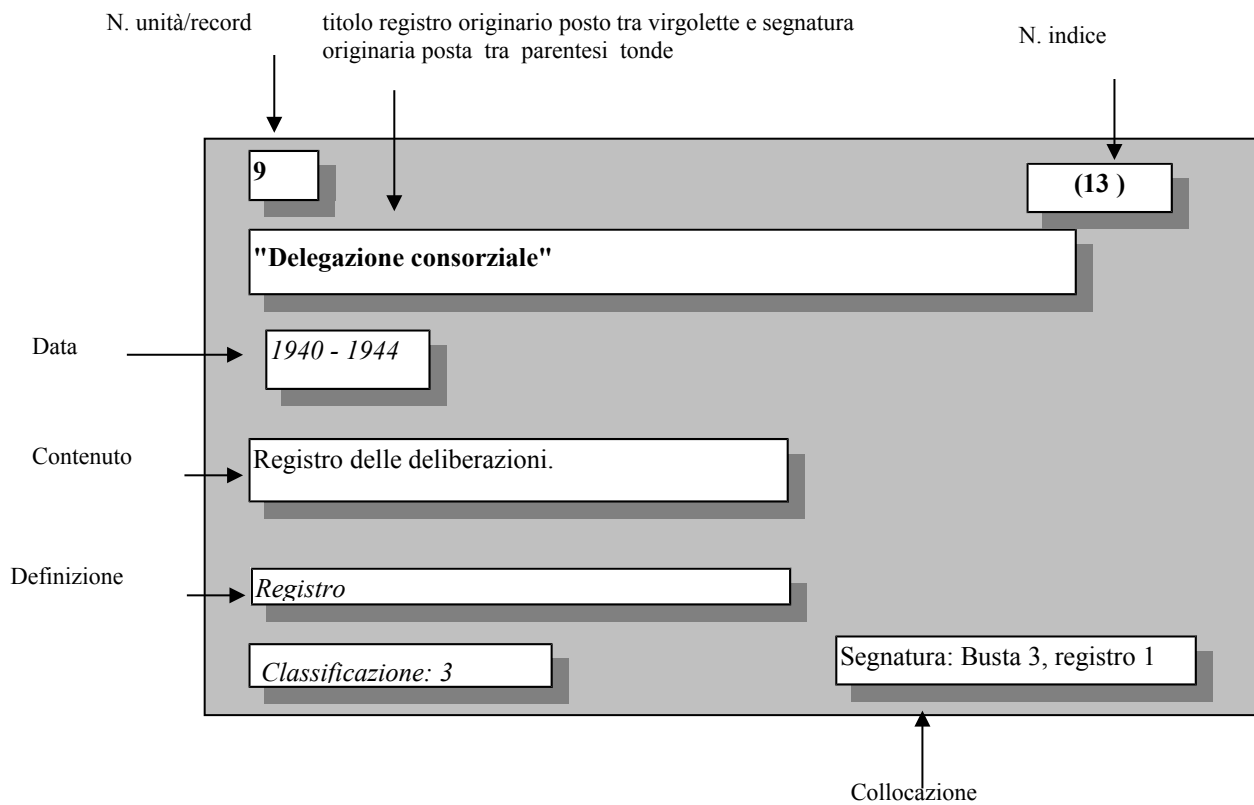 N. unità/record
titolo registro originario posto tra virgolette e segnatura
originaria posta tra parentesi tonde
N. indice
9
(13 )
"Delegazione consorziale"
Data
1940 - 1944
Contenuto
Registro delle deliberazioni.
Definizione
Registro
Classificazione: 3
Segnatura: Busta 3, registro 1
Collocazione